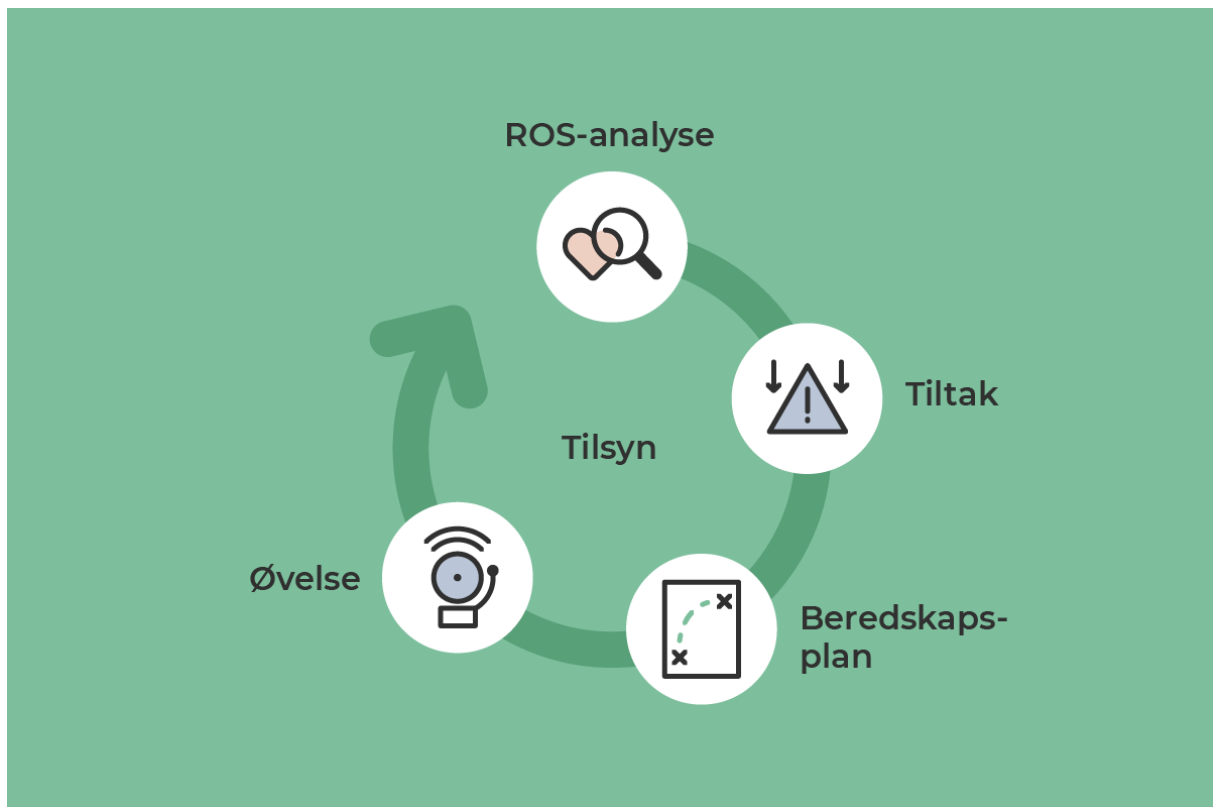 ROS-analyse
Tiltak
Tilsyn
Øvelse
Beredskaps-
plan